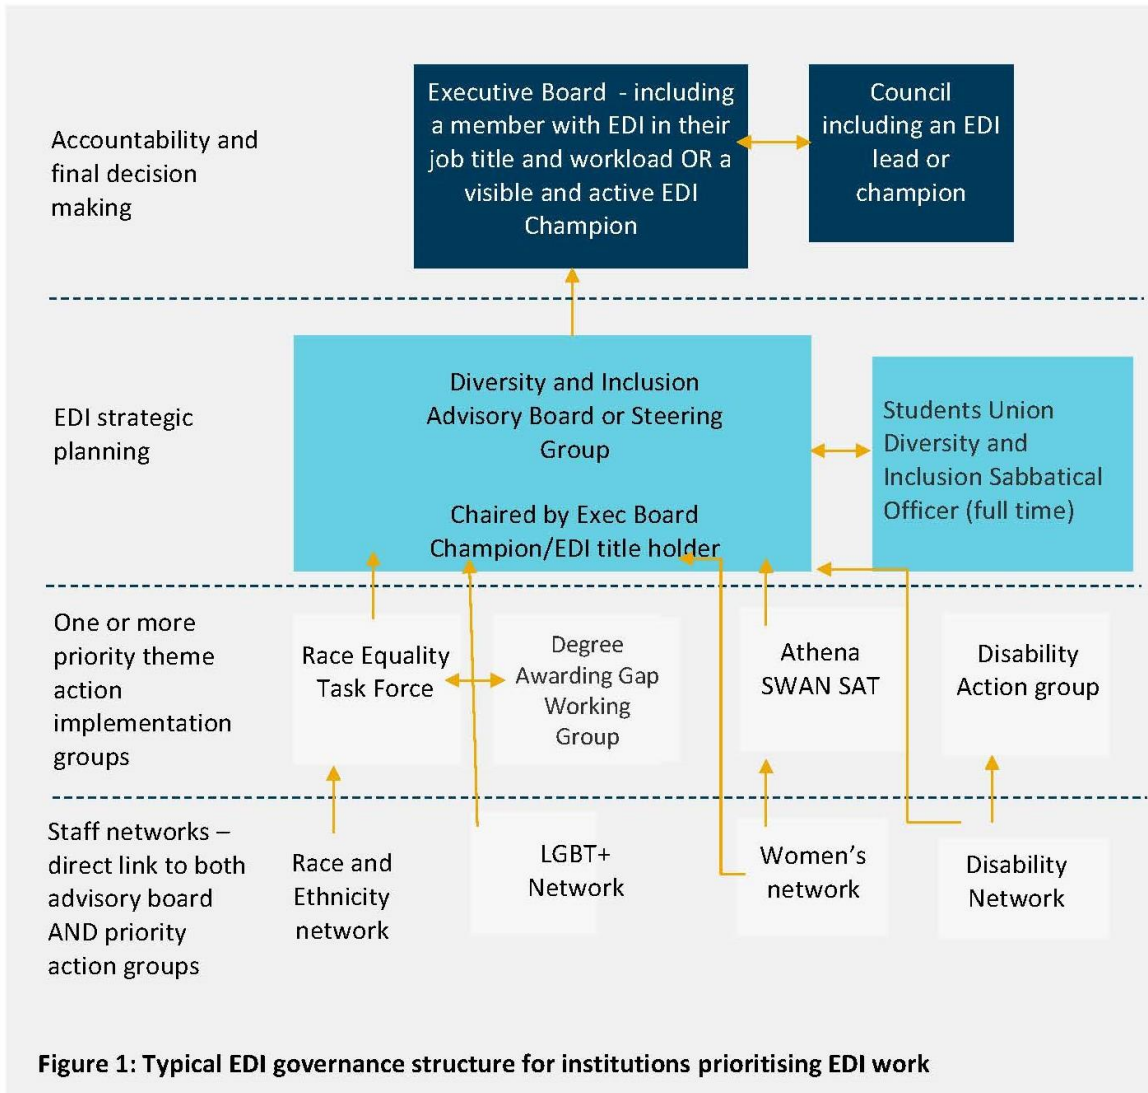 Accountability and
final decision
making
Executive Board - including
a member with EDI in their
job title and workload OR a
visible and active EDI
Champion
Council
including an EDI
lead or
champion
EDI strategic
planning
Diversity and Inclusion
Advisory Board or Steering
Group
Chaired by Exec Board
Champion/EDI title holder
Students Union
Diversity and
Inclusion Sabbatical
Officer (full time)
One or more
priority theme
action
implementation
groups
Race Equality
Task Force
Degree
Awarding Gap
Working
Group
Athena
SWAN SAT
Disability
Action group
Staff networks –
direct link to both
advisory board
AND priority
action groups
Race and
Ethnicity
network
LGBT+
Network
Women’s
network
Disability
Network
Figure 1: Typical EDI governance structure for institutions prioritising EDI work